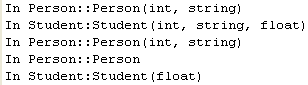 In Person::Person(int, string)
In Student:Student(int, string, float)
In Person::Person(int, string)
In Person::Person
In Student:Student(float)